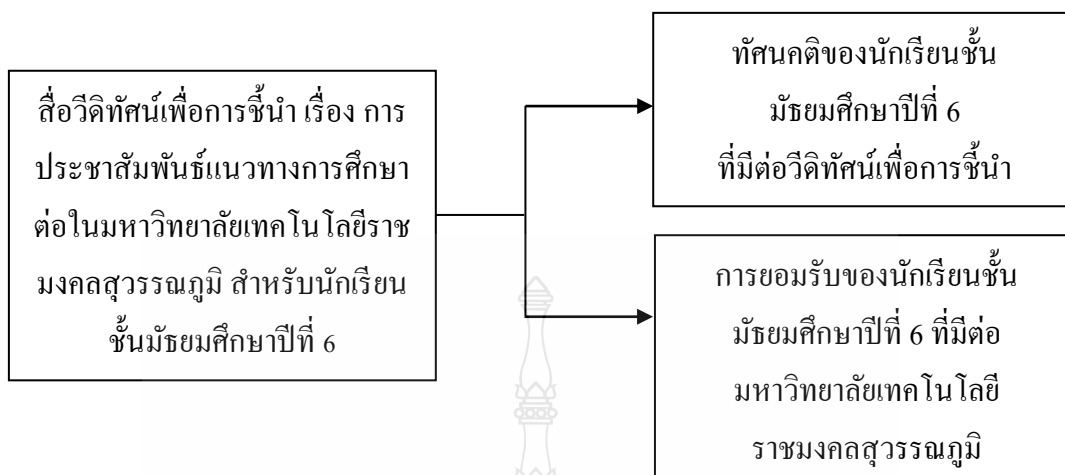 สื่อวีดิทัศน์เพื่อการชี้นำ เรื่อง การ
ประชาสัมพันธ์แนวทางการศึกษา
ต่อในมหาวิทยาลัยเทคโนโลยีราช
มงคลสุวรรณภูมิ สำหรับนักเรียน
ชั้นมัธยมศึกษาปีที่ 6
ทัศนคติของนักเรียนชั้น
มัธยมศึกษาปีที่ 6
ที่มีต่อวีดิทัศน์เพื่อการชี้นำ
การยอมรับของนักเรียนชั้น
มัธยมศึกษาปีที่ 6 ที่มีต่อ
มหาวิทยาลัยเทคโนโลยี
ราชมงคลสุวรรณภูมิ